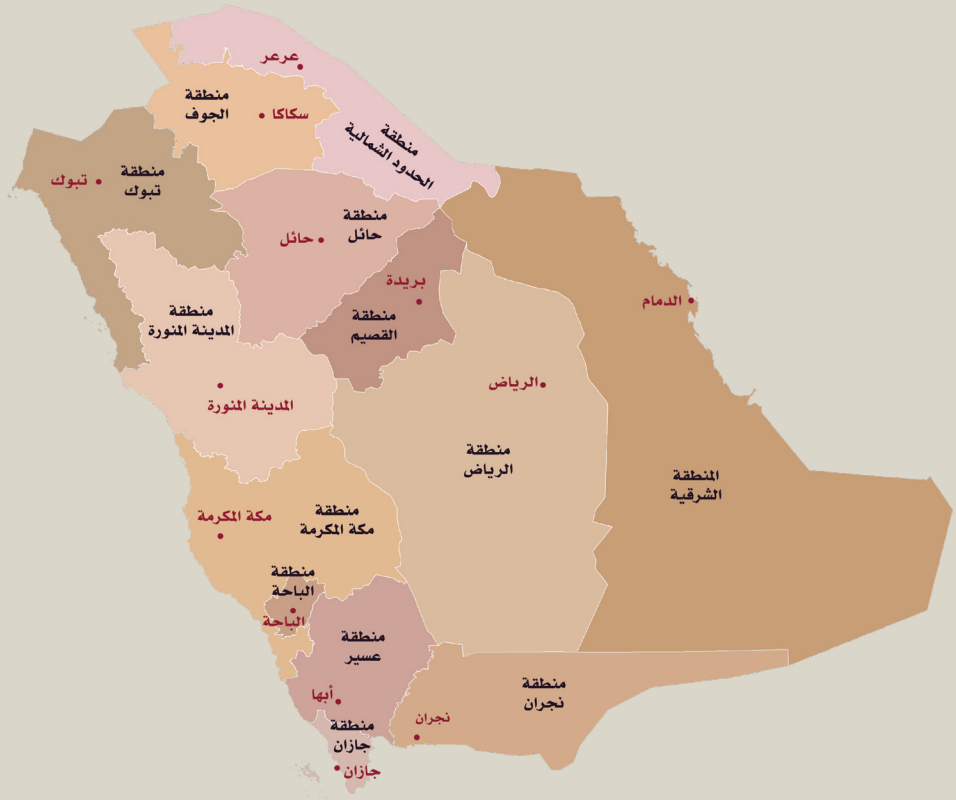 عرعر
منطقة
الجوف
سكاكا
منطقة
الحدود الشمالية
منطقة
تبوك
تبوك
منطقة
حائل
حائل
بريدة
منطقة
القصيم
الدمام
منطقة
المدينة المنورة
المدينة المنورة
الرياض
منطقة
الرياض
المنطقة
الشرقية
منطقة
مكة المكرمة
مكة المكرمة
منطقة
الباحة
الباحة
منطقة
عسير
أبها
منطقة
نجران
نجران
منطقة
جازان
جازان